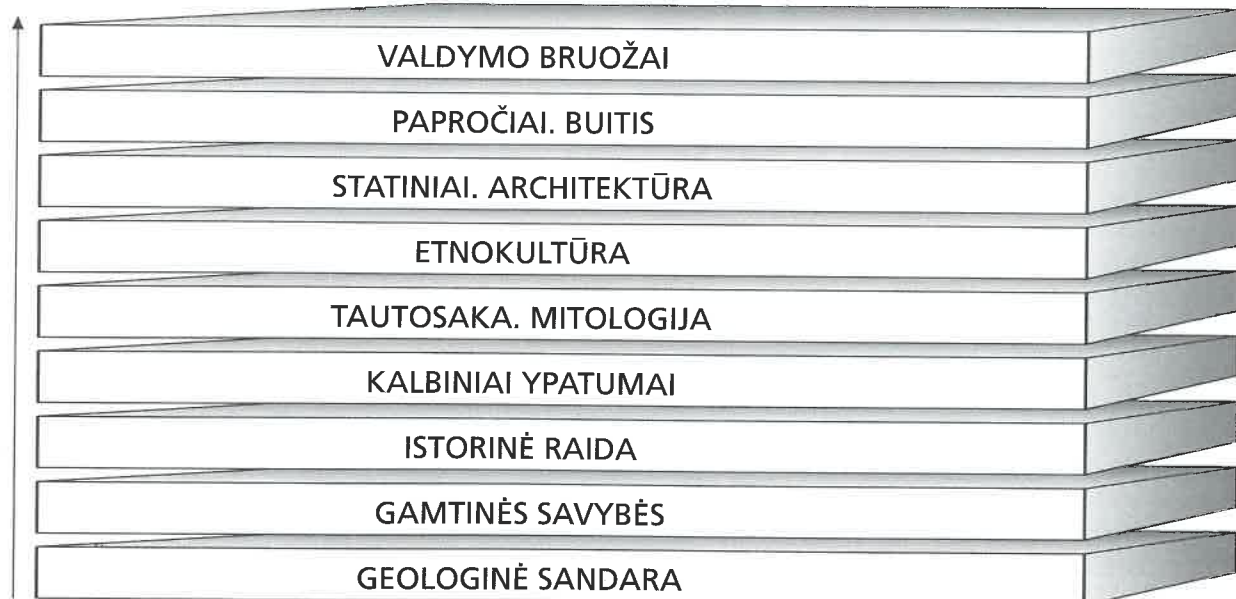 VALDYMO BRUOŽAI
PAPROČIAI. BUITIS
STATINIAI. ARCHITEKTŪRA
ETNOKULTŪRA
TAUTOSAKA. MITOLOGIJA
KALBINIAI YPATUMAI
ISTORINĖ RAIDA
GAMTINĖS SAVYBĖS
GEOLOGINĖ SANDARA